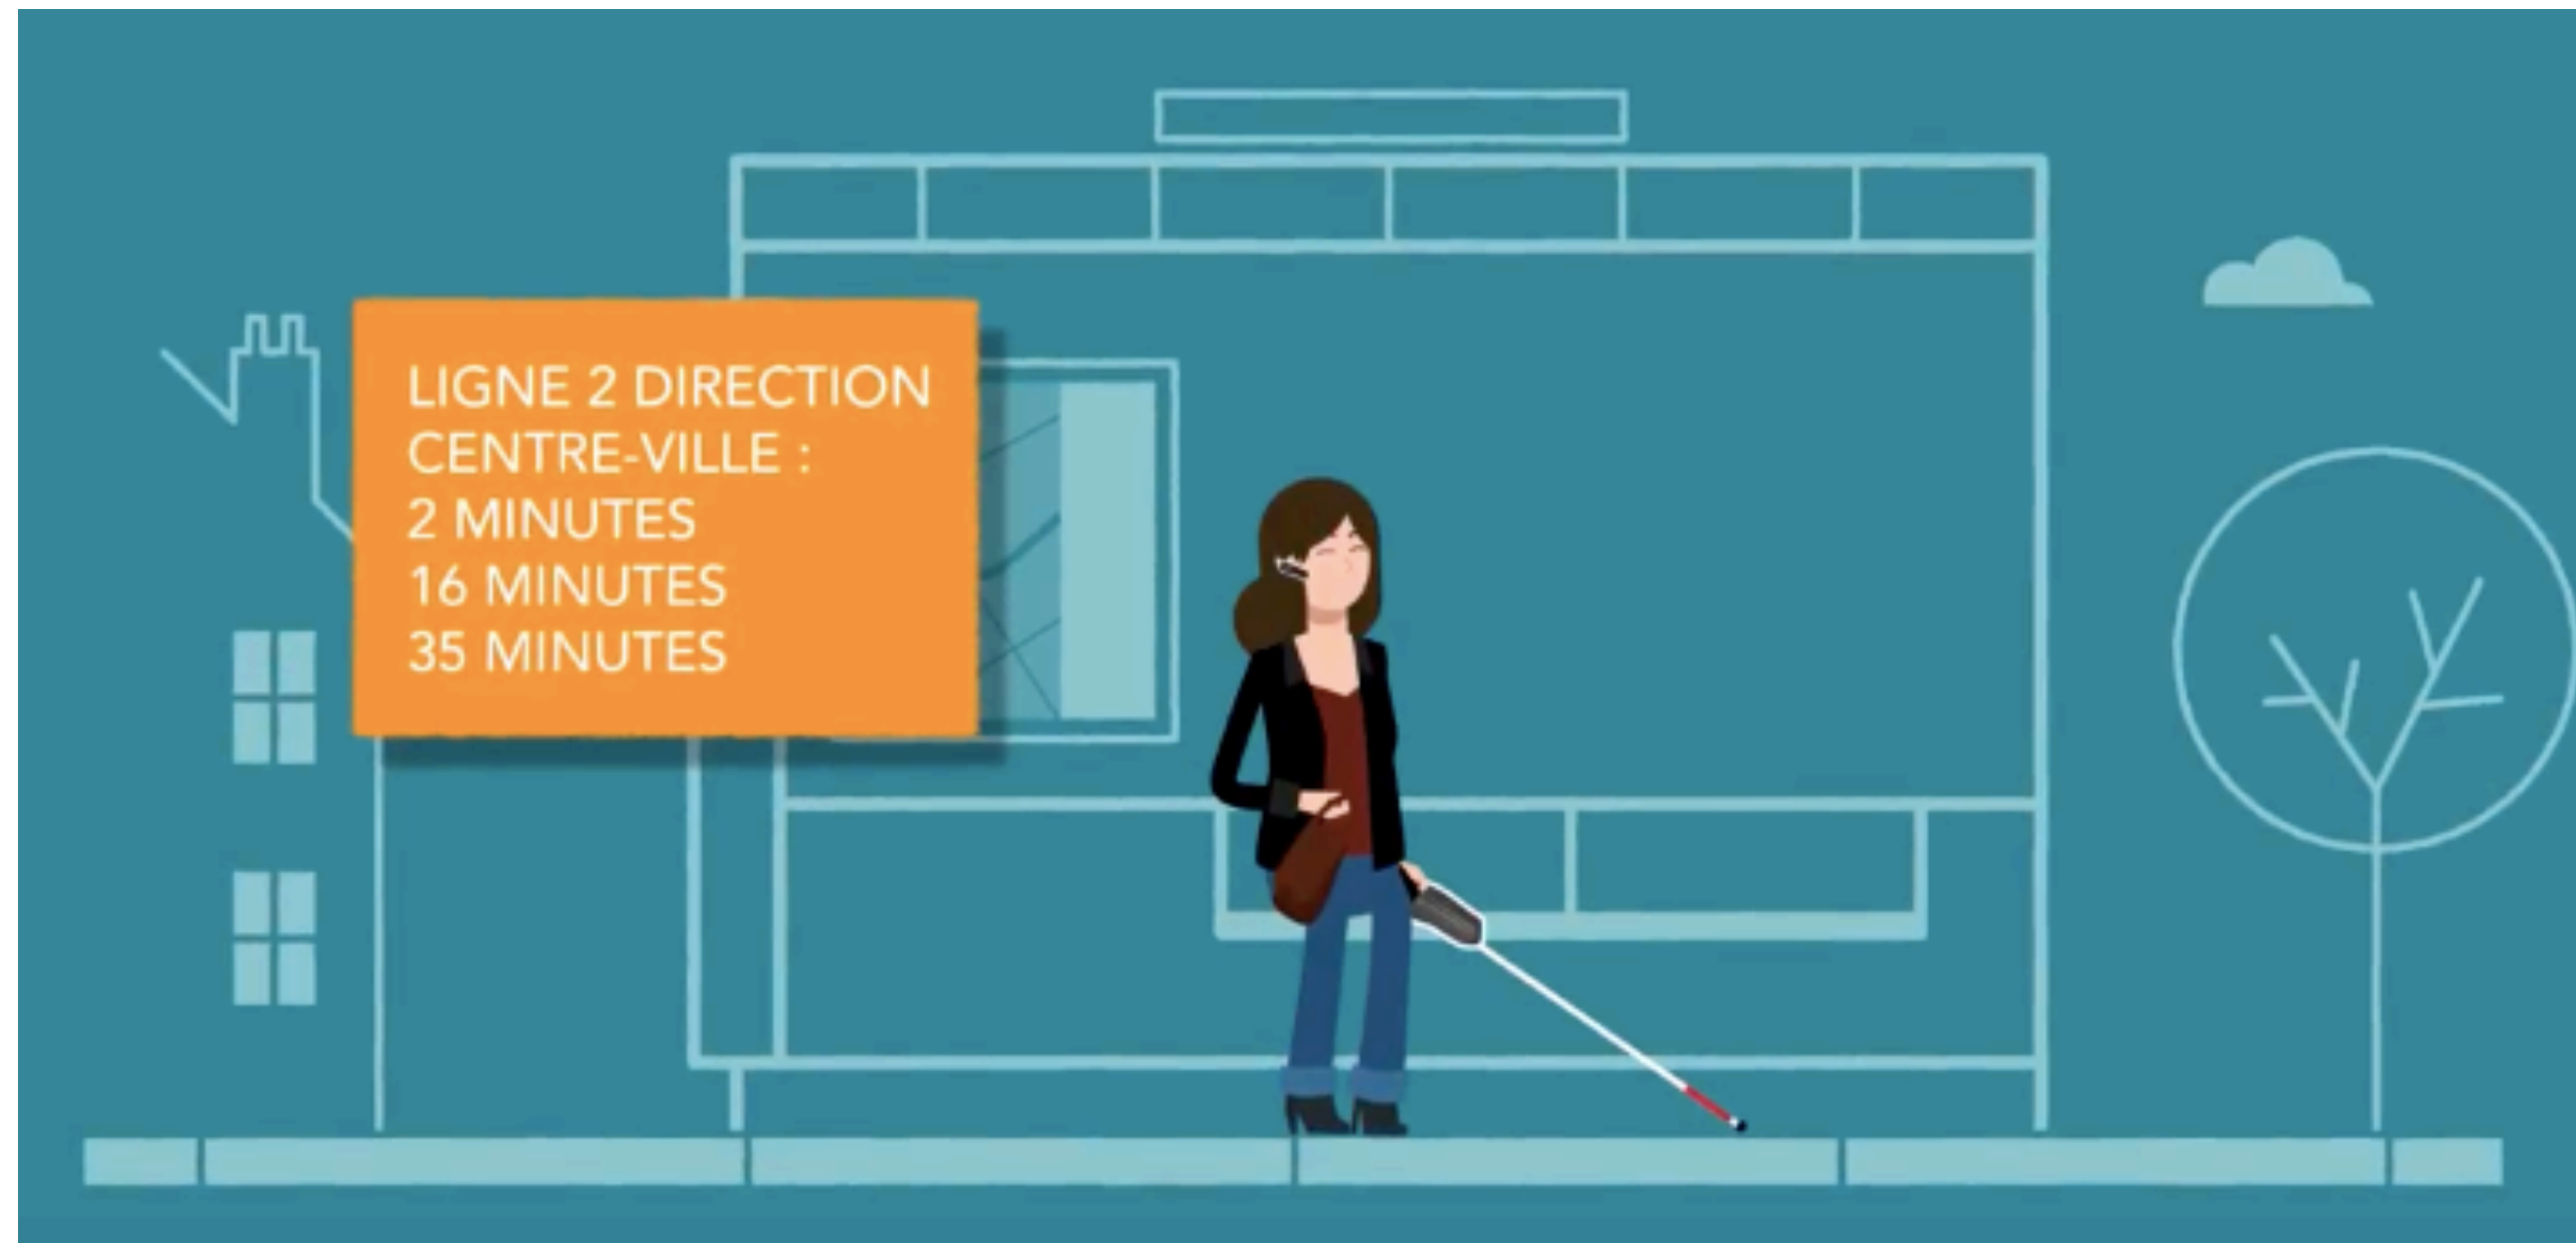 LIGNE 2 DIRECTION
CENTRE-VILLE :
2 MINUTES
16 MINUTES
35 MINUTES